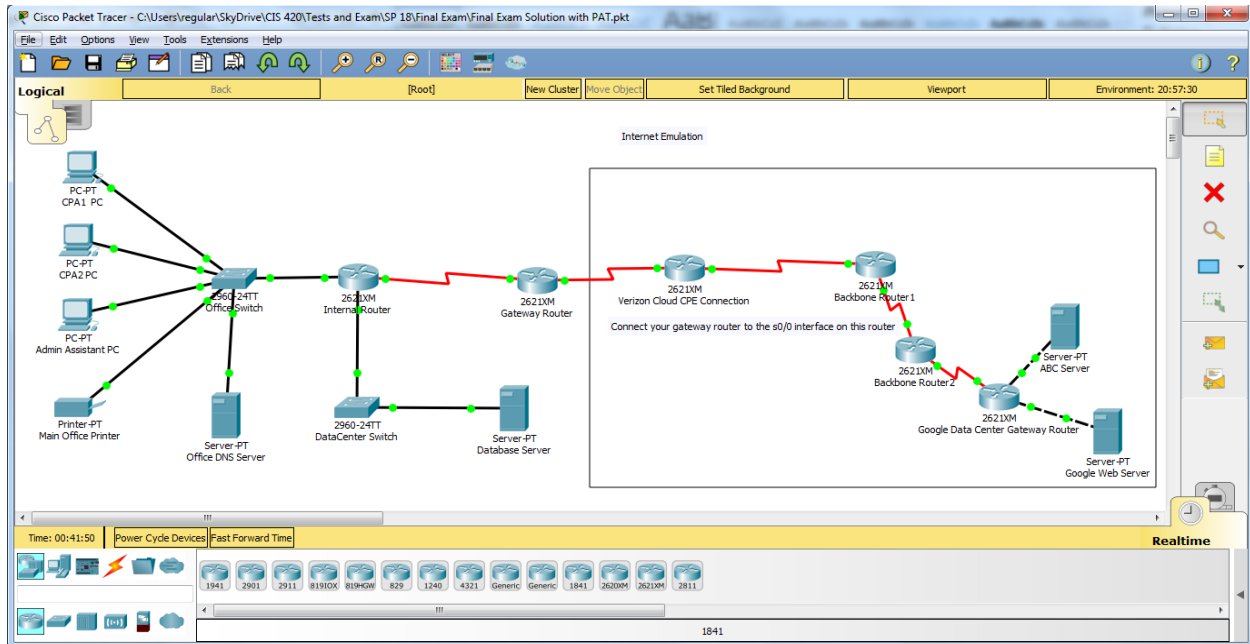 Cisco Packet Tracer - C:\Users\regular\SkyDrive\CIS 420\Tests and Exam\SP 18\Final Exam\Final Exam Solution with PAT.pkt
File Edit Options View Tools Extensions Help
Logical Back [Root] New Cluster Move Object Set Tiled Background Viewport Environment: 20:57:30
Internet Emulation
PC-PT
CPA1 PC
PC-PT
CPA2 PC
PC-PT
Admin Assistant PC
Printer-PT
Main Office Printer
2960-24TT
Office Switch
Server-PT
Office DNS Server
2621XM
Internal Router
2960-24TT
DataCenter Switch
Server-PT
Database Server
2621XM
Gateway Router
2621XM
Verizon Cloud CPE Connection
Connect your gateway router to the s0/0 interface on this router
2621XM
Backbone Router1
2621XM
Backbone Router2
2621XM
Google Data Center Gateway Router
Server-PT
ABC Server
Server-PT
Google Web Server
Time: 00:41:50 Power Cycle Devices Fast Forward Time Realtime
1941 2901 2911 819IOX 819HGW 829 1240 4321 Generic Generic 1841 2620XM 2621XM 2811
1841